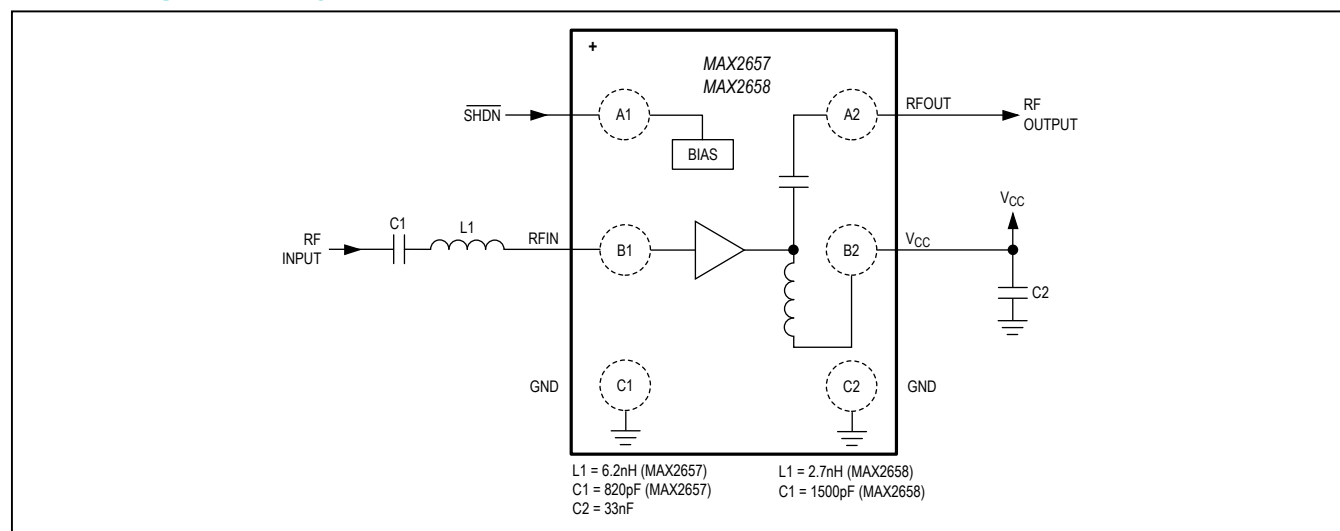 +
MAX2657
MAX2658
SHDN
A1
BIAS
A2
RFOUT
RF
OUTPUT
RF
INPUT
C1
L1
RFIN
B1
B2
VCC
VCC
C2
GND
C1
C2
GND
L1 = 6.2nH (MAX2657)
C1 = 820pF (MAX2657)
C2 = 33nF
L1 = 2.7nH (MAX2658)
C1 = 1500pF (MAX2658)